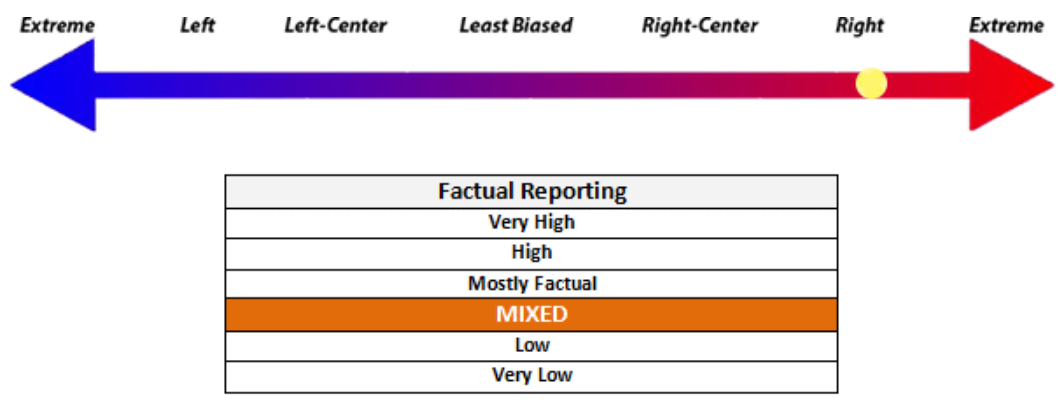 Extreme Left Left-Center Least Biased Right-Center Right Extreme
Factual Reporting
Very High
High
Mostly Factual
MIXED
Low
Very Low